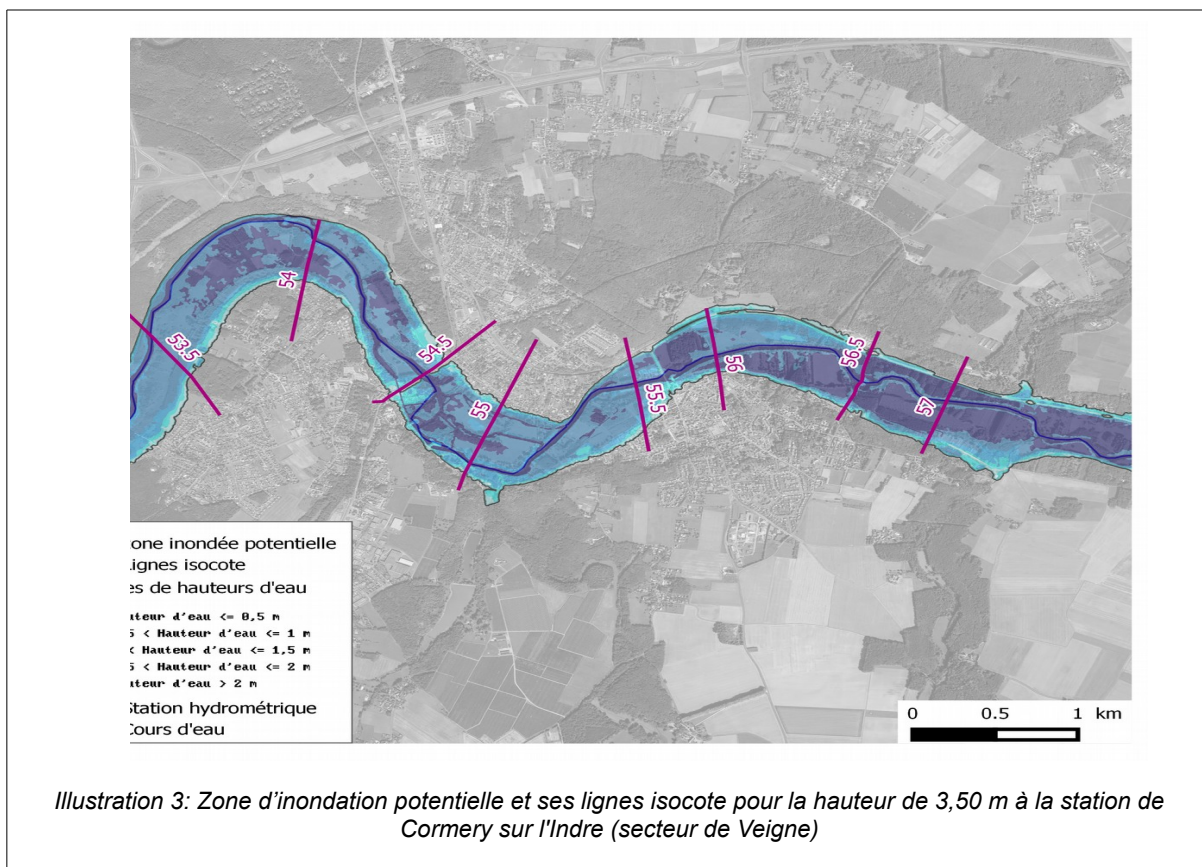 54
53.5
54.5
55
55.5
56
56.5
57
one inondée potentielle
ignes isocote
es de hauteurs d'eau
uteur d'eau <= 0,5 m
5 < Hauteur d'eau <= 1 m
< Hauteur d'eau <= 1,5 m
5 < Hauteur d'eau <= 2 m
uteur d'eau > 2 m
Station hydrométrique
Cours d'eau
0 0.5 1 km
Illustration 3: Zone d'inondation potentielle et ses lignes isocote pour la hauteur de 3,50 m à la station de
Cormery sur l'Indre (secteur de Veigne)